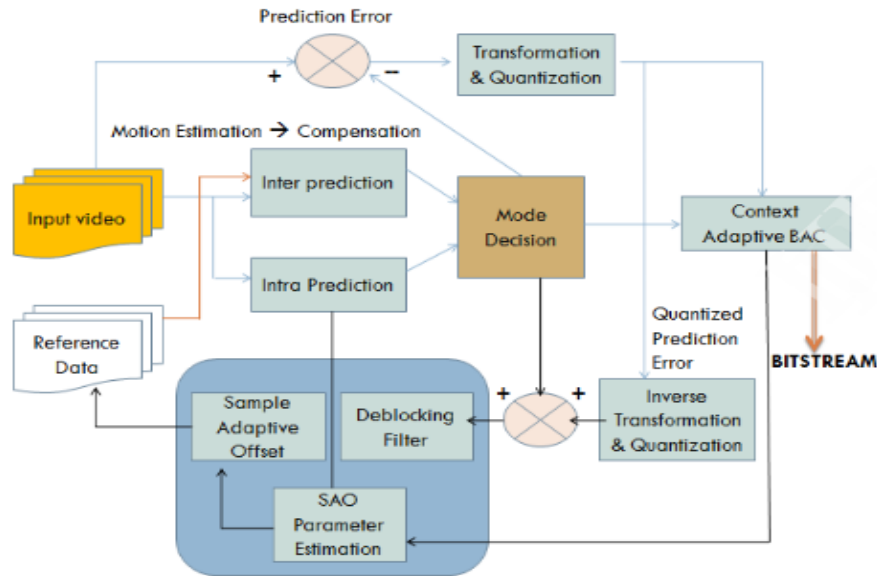 Prediction Error
+
−
Transformation
& Quantization
Motion Estimation → Compensation
Input video
Inter prediction
Mode
Decision
Context
Adaptive BAC
Intra Prediction
Reference
Data
Quantized
Prediction
Error
BITSTREAM
Sample
Adaptive
Offset
Deblocking
Filter
+
+
Inverse
Transformation
& Quantization
SAO
Parameter
Estimation